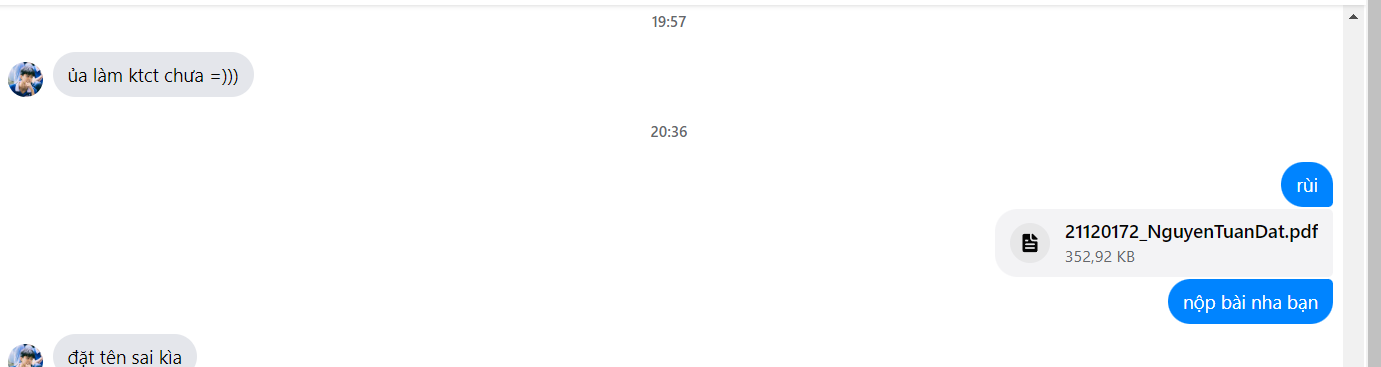 19:57
ủa làm ktct chưa =)))
20:36
rùi
21120172_NguyenTuanDat.pdf
352,92 KB
nộp bài nha bạn
đặt tên sai kìa